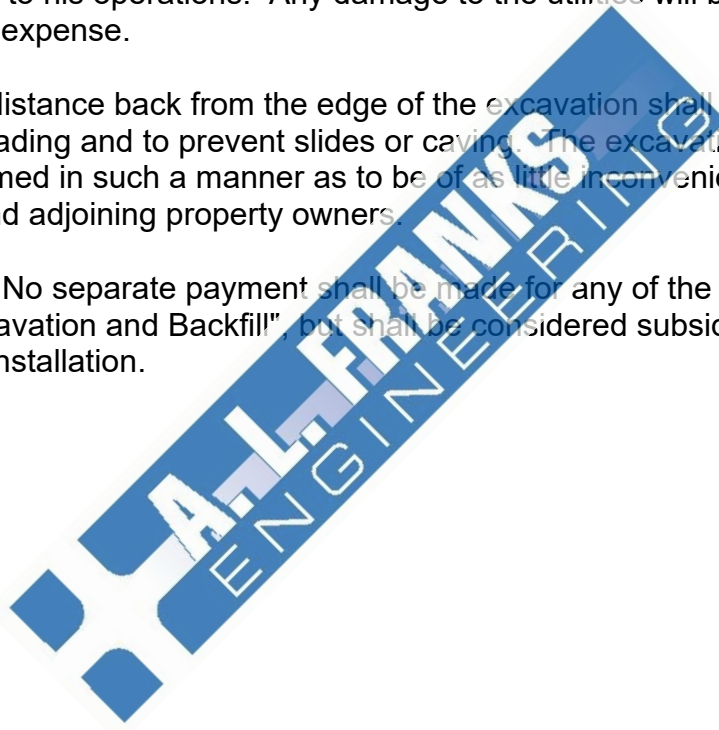 to his operations. Any damage to the utilities will b
expense.
distance back from the edge of the excavation shall
ading and to prevent slides or caving. The excavati
med in such a manner as to be of as little inconvenie
nd adjoining property owners.
No separate payment shall be made for any of the
avation and Backfill", but shall be considered subsid
nstallation.
A. L. FRANKS
ENGINEERING